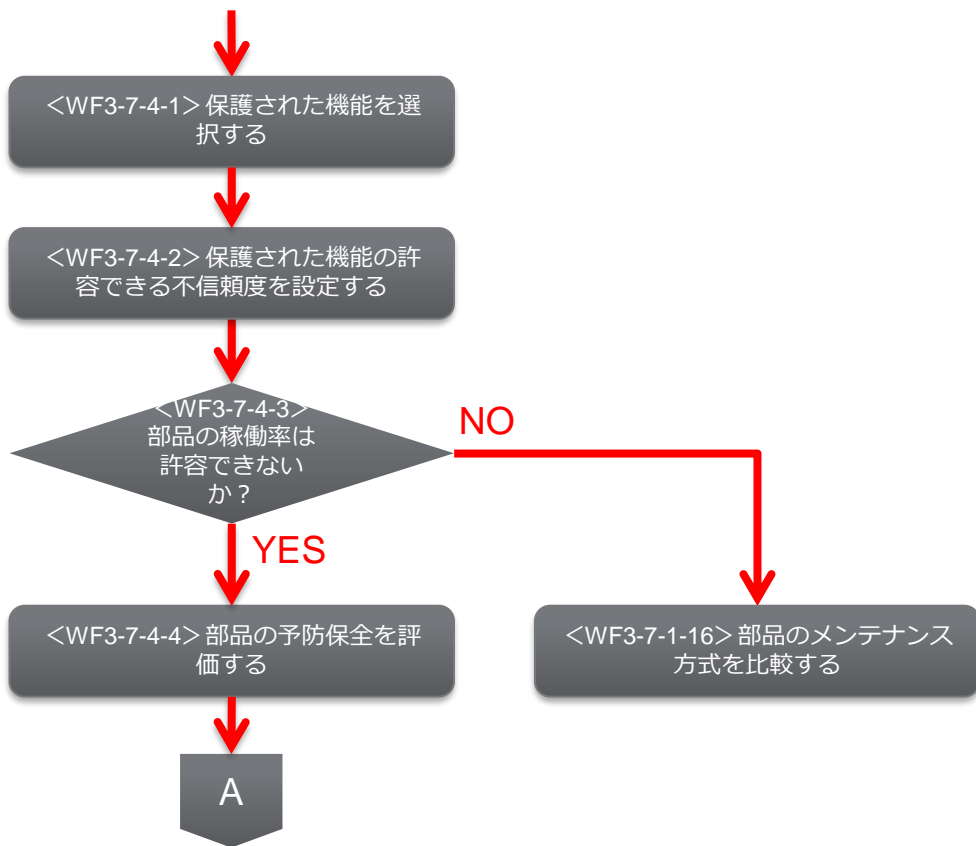 <WF3-7-4-1>保護された機能を選
択する
<WF3-7-4-2>保護された機能の許
容できる不信頼度を設定する
<WF3-7-4-3>
部品の稼働率は
許容できない
か？
NO
YES
<WF3-7-4-4>部品の予防保全を評
価する
<WF3-7-1-16>部品のメンテナンス
方式を比較する
A